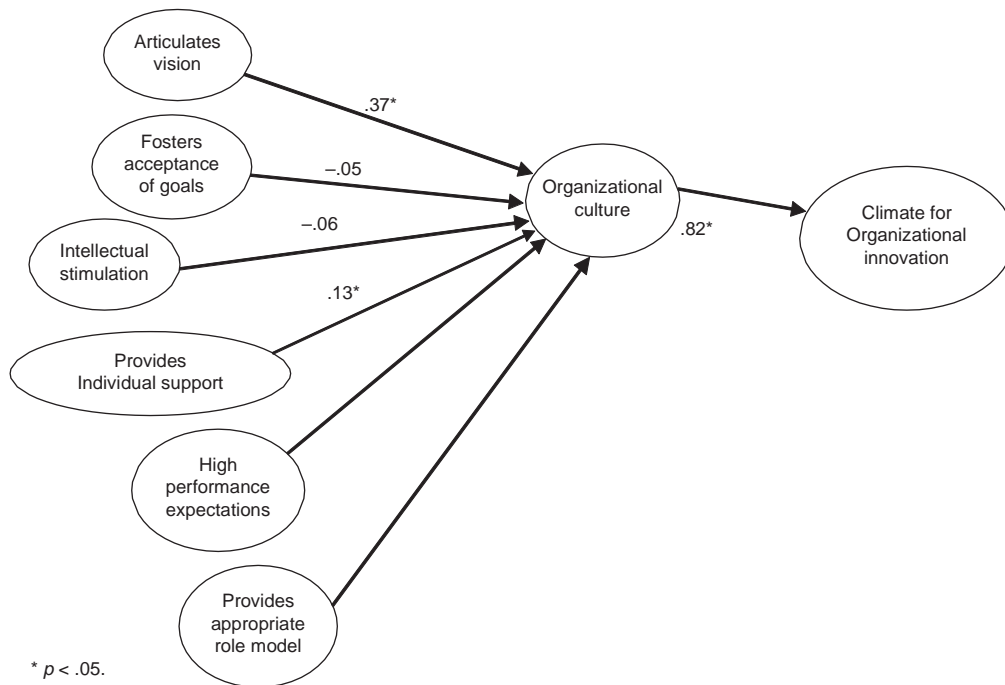 Articulates
vision
.37*
Fosters
acceptance
of goals
–.05
Organizational
culture
.82*
Climate for
Organizational
innovation
Intellectual
stimulation
–.06
Provides
Individual support
.13*
High
performance
expectations
Provides
appropriate
role model
* p < .05.